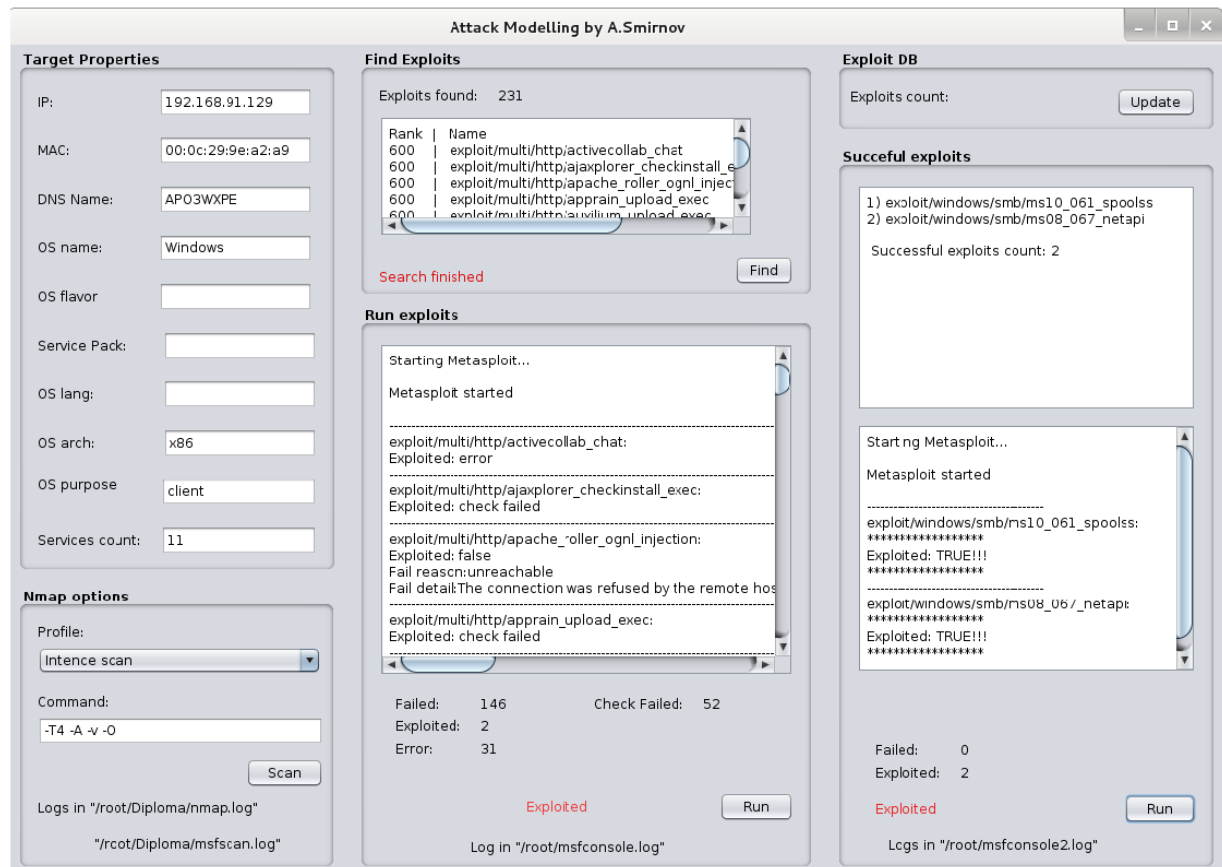 Attack Modelling by A.Smirnov
Target Properties
IP: 192.168.91.129
MAC: 00:0c:29:9e:a2:a9
DNS Name: APO3WXPE
OS name: Windows
OS flavor
Service Pack:
OS lang:
OS arch: x86
OS purpose client
Services count: 11
Nmap options
Profile:
Intence scan
Command:
-T4 -A -v -O
Scan
Logs in "/root/Diploma/nmap.log"
"/root/Diploma/msfscan.log"
Find Exploits
Exploits found: 231
Rank | Name
600 | exploit/multi/http/activecollab_chat
600 | exploit/multi/http/ajaxplorer_checkinstall_e
600 | exploit/multi/http/apache_roller_ognl_injec
600 | exploit/multi/http/apprain_upload_exec
600 | exploit/multi/http/auxilium_upload_exec
Search finished
Find
Run exploits
Starting Metasploit...
Metasploit started
--------------------------------------------------------------------------------
exploit/multi/http/activecollab_chat:
Exploited: error
--------------------------------------------------------------------------------
exploit/multi/http/ajaxplorer_checkinstall_exec:
Exploited: check failed
--------------------------------------------------------------------------------
exploit/multi/http/apache_roller_ognl_injection:
Exploited: false
Fail reason:unreachable
Fail detail:The connection was refused by the remote hos
--------------------------------------------------------------------------------
exploit/multi/http/apprain_upload_exec:
Exploited: check failed
--------------------------------------------------------------------------------
Failed: 146 Check Failed: 52
Exploited: 2
Error: 31
Exploited
Run
Log in "/root/msfconsole.log"
Exploit DB
Exploits count:
Update
Succeful exploits
1) exploit/windows/smb/ms10_061_spoolss
2) exploit/windows/smb/ms08_067_netapi
Successful exploits count: 2
Starting Metasploit...
Metasploit started
-------------------------------------------
exploit/windows/smb/ms10_061_spoolss:
******************
Exploited: TRUE!!!
******************
-------------------------------------------
exploit/windows/smb/ms08_067_netapi:
******************
Exploited: TRUE!!!
******************
Failed: 0
Exploited: 2
Exploited
Run
Logs in "/root/msfconsole2.log"